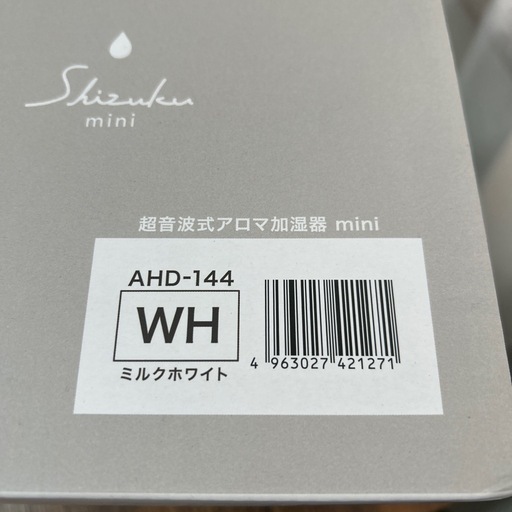 Shizuku
mini
超音波式アロマ加湿器 mini
AHD-144
WH
ミルクホワイト
4 963027 421271